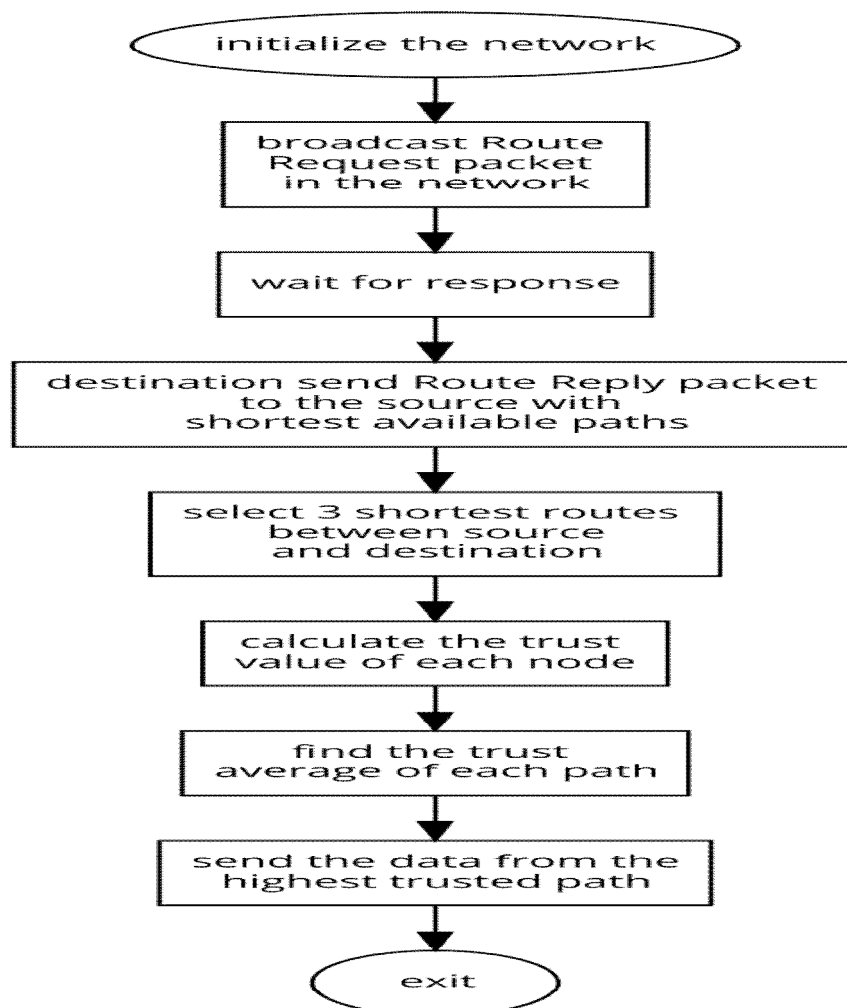 initialize the network
broadcast Route
Request packet
in the network
wait for response
destination send Route Reply packet
to the source with
shortest available paths
select 3 shortest routes
between source
and destination
calculate the trust
value of each node
find the trust
average of each path
send the data from the
highest trusted path
exit